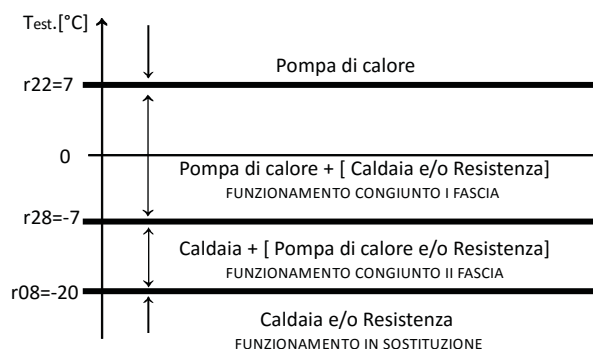 Test.[°C]
Pompa di calore
r22=7
0
Pompa di calore + [ Caldaia e/o Resistenza]
FUNZIONAMENTO CONGIUNTO I FASCIA
r28=-7
Caldaia + [ Pompa di calore e/o Resistenza]
FUNZIONAMENTO CONGIUNTO II FASCIA
r08=-20
Caldaia e/o Resistenza
FUNZIONAMENTO IN SOSTITUZIONE